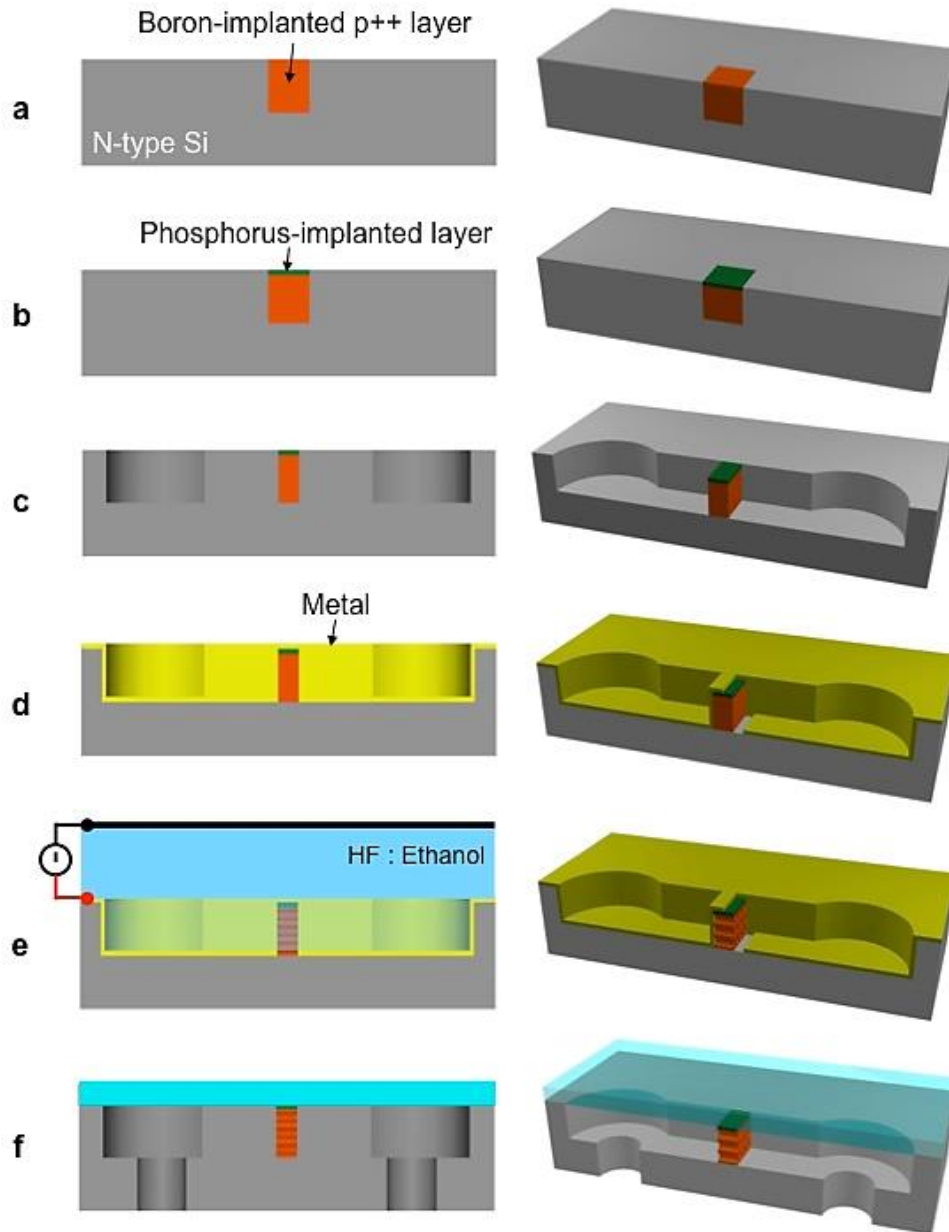 Boron-implanted p++ layer
a
N-type Si
Phosphorus-implanted layer
b
c
Metal
d
HF : Ethanol
I
e
f